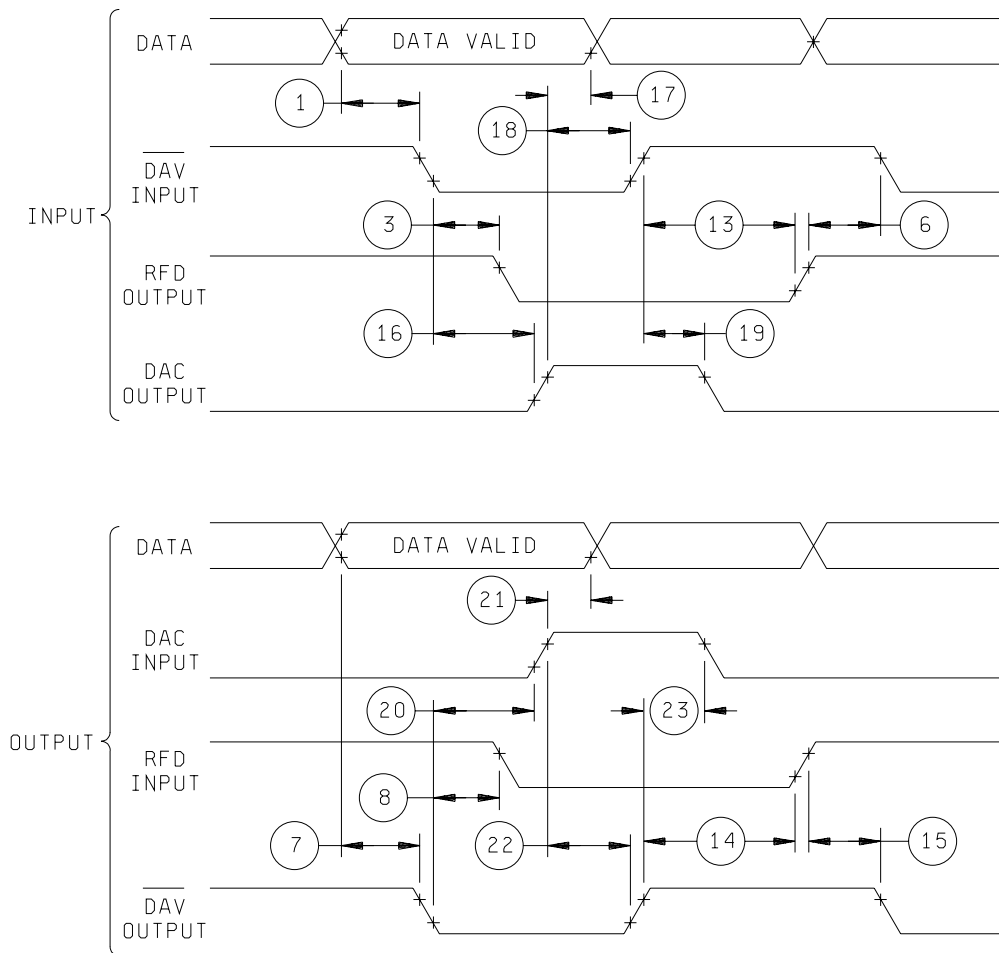 DATA
DATA VALID
1
17
18
DAV
INPUT
INPUT
3
13
6
RFD
OUTPUT
16
19
DAC
OUTPUT
DATA
DATA VALID
21
DAC
INPUT
20
23
OUTPUT
RFD
INPUT
8
7
22
14
15
DAV
OUTPUT